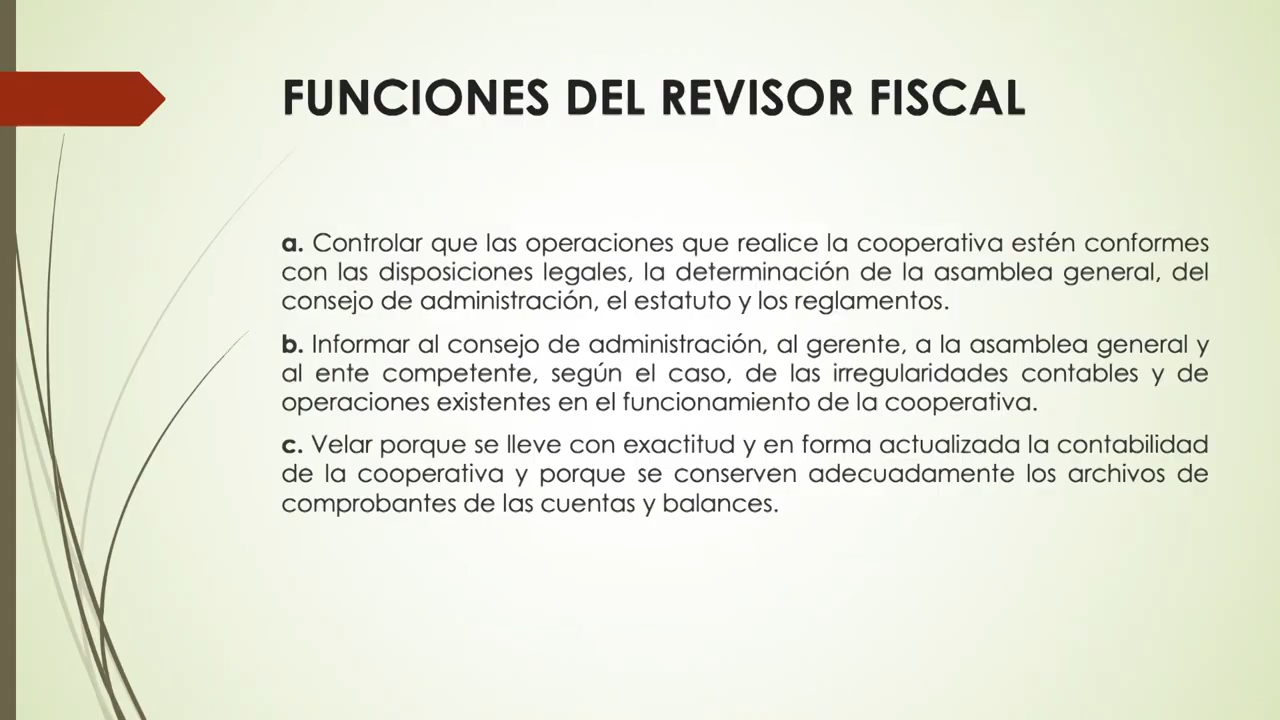 FUNCIONES DEL REVISOR FISCAL
a. Controlar que las operaciones que realice la cooperativa estén conformes
con las disposiciones legales, la determinación de la asamblea general, del
consejo de administración, el estatuto y los reglamentos.
b. Informar al consejo de administración, al gerente, a la asamblea general y
al ente competente, según el caso, de las irregularidades contables y de
operaciones existentes en el funcionamiento de la cooperativa.
c. Velar porque se lleve con exactitud y en forma actualizada la contabilidad
de la cooperativa y porque se conserven adecuadamente los archivos de
comprobantes de las cuentas y balances.